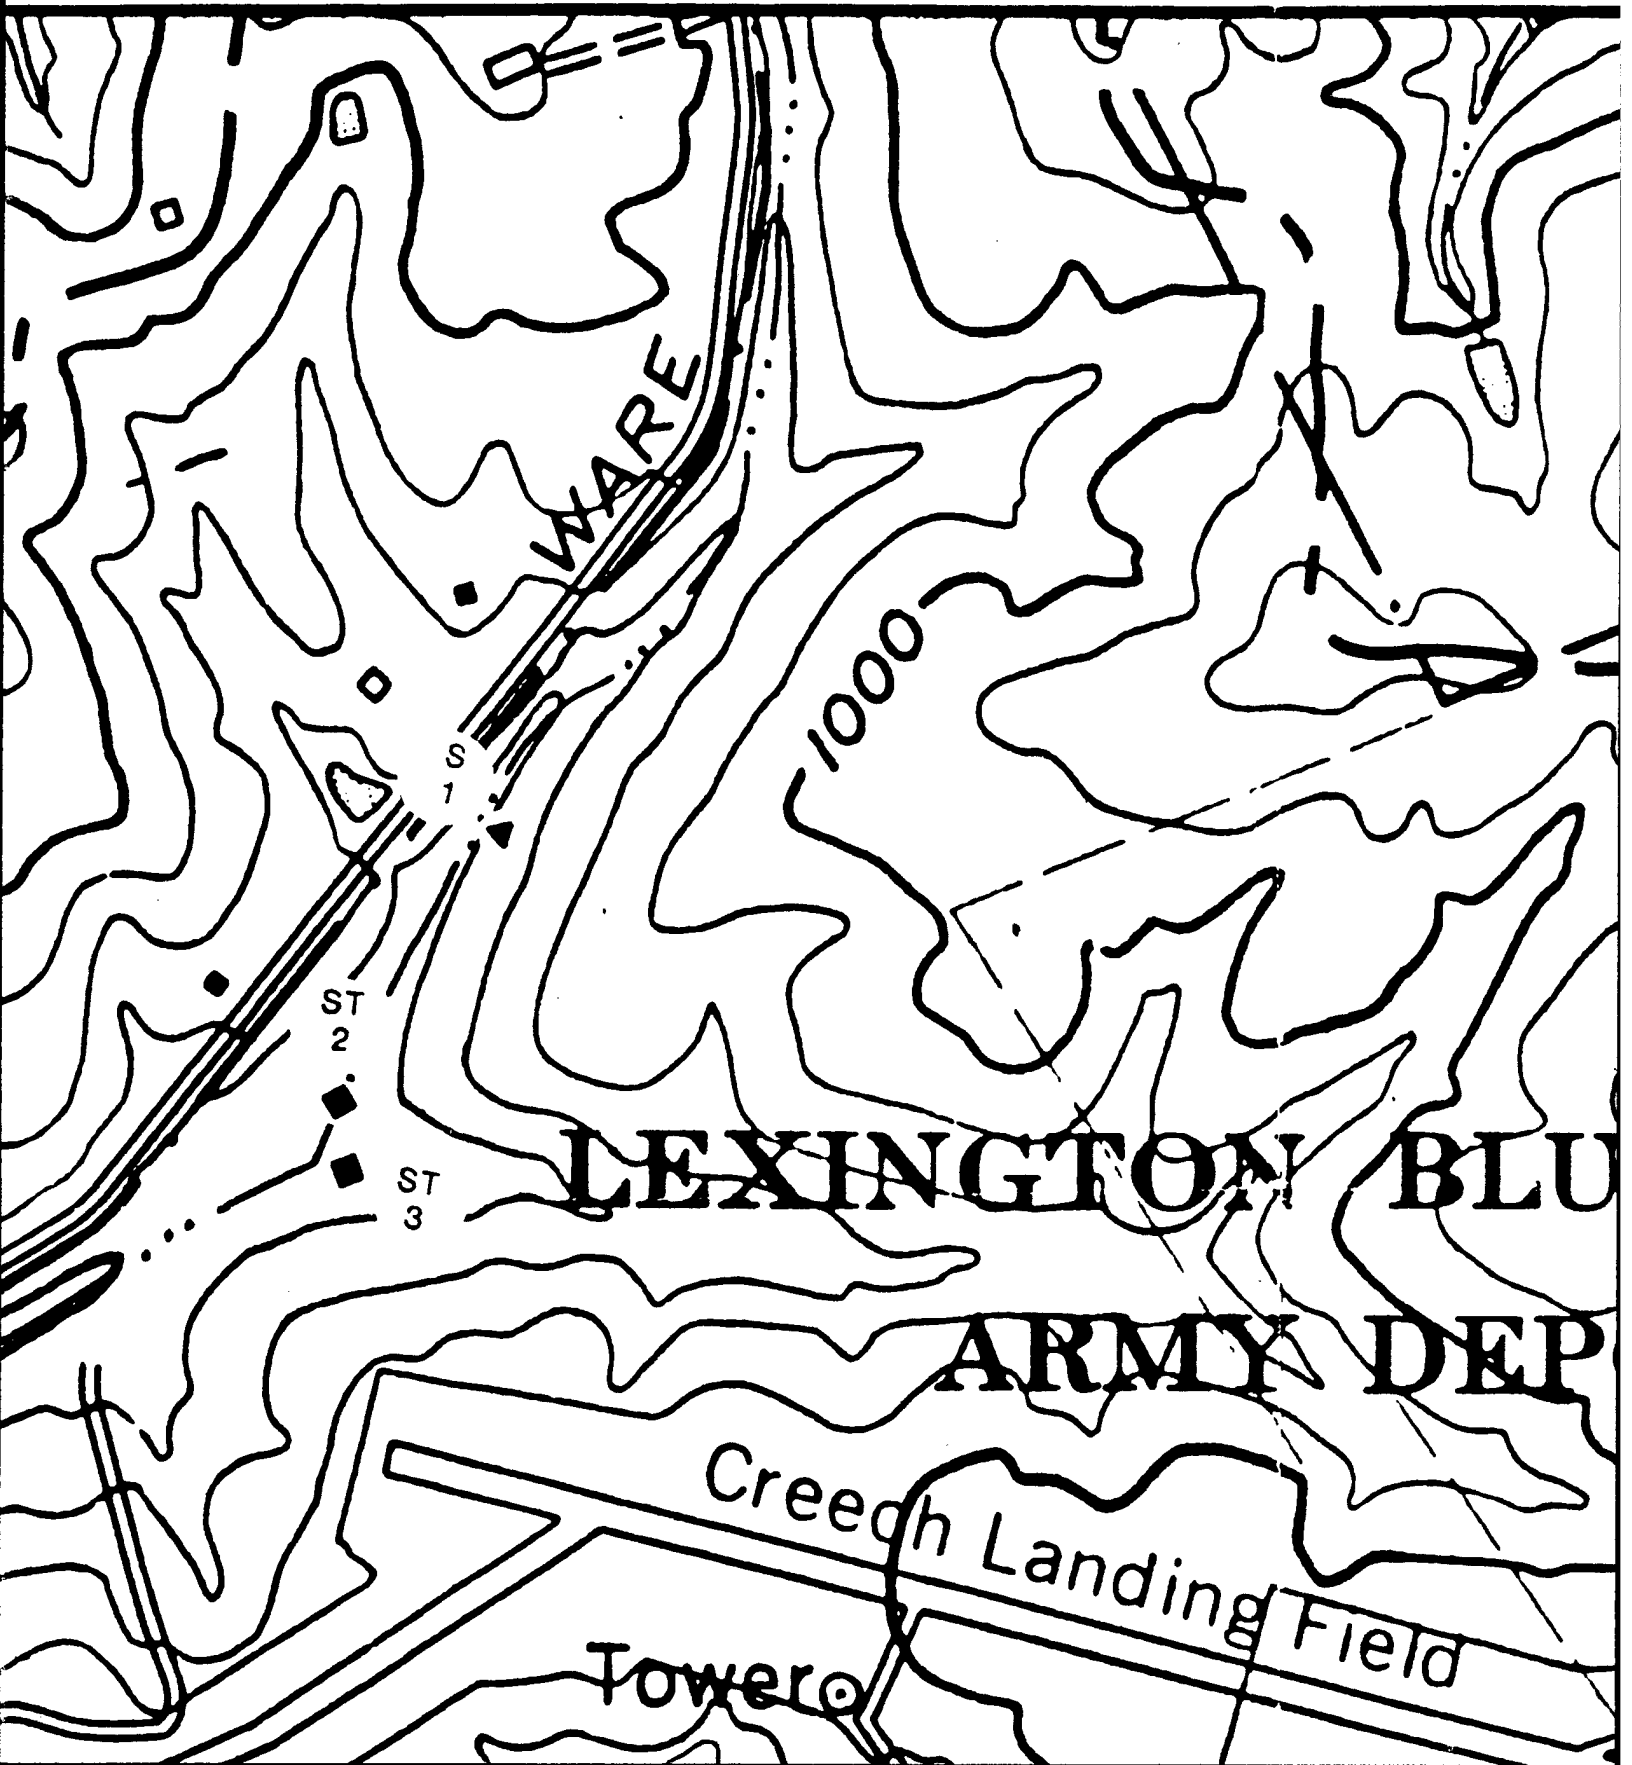 WARE
S
1
1000
ST
2
ST
3
LEXINGTON BLU
ARMY DEP
Creech Landing Field
Tower